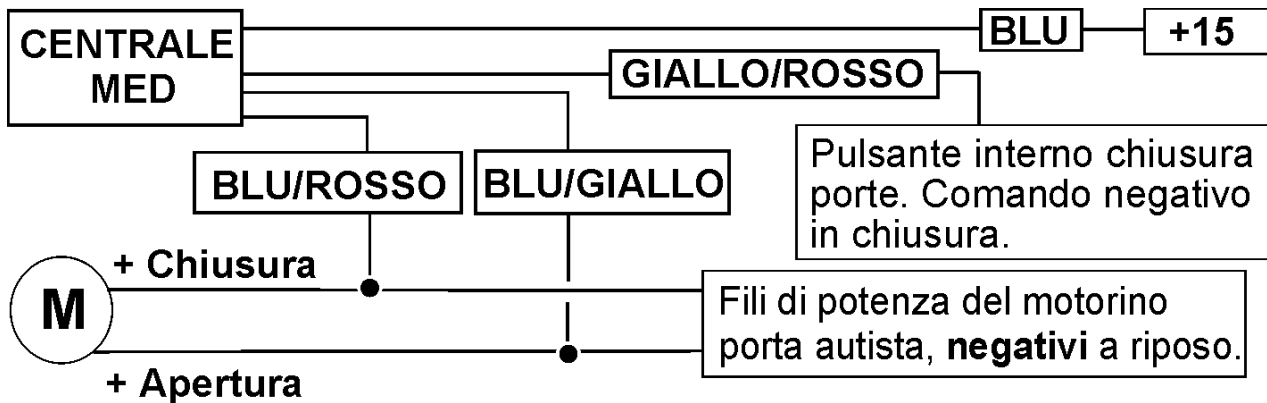 CENTRALE
MED
BLU
+15
GIALLO/ROSSO
Pulsante interno chiusura
porte. Comando negativo
in chiusura.
BLU/ROSSO
BLU/GIALLO
+ Chiusura
M
Fili di potenza del motorino
porta autista, negativi a riposo.
+ Apertura